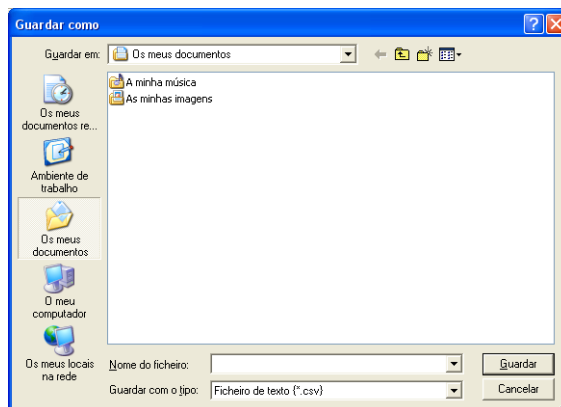 Guardar como
Guardar em: Os meus documentos
A minha música
As minhas imagens
Os meus
documentos re...
Ambiente de
trabalho
Os meus
documentos
O meu
computador
Os meus locais
na rede
Nome do ficheiro:
Guardar
Guardar com o tipo: Ficheiro de texto {*.csv}
Cancelar